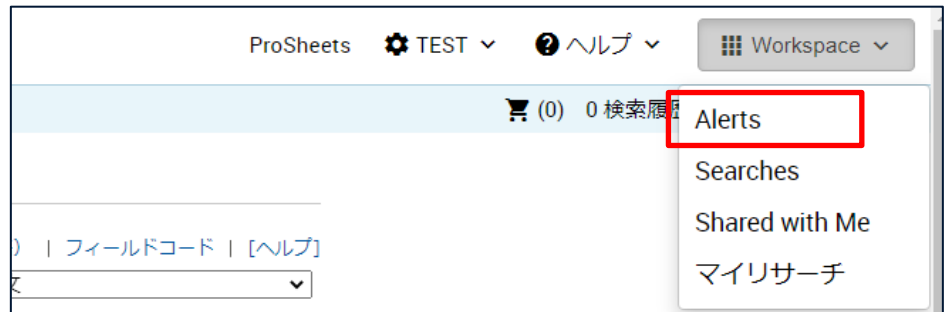 ProSheets TEST ヘルプ Workspace
(0) 0 検索履
Alerts
Searches
Shared with Me
マイリサーチ
) | フィールドコード | [ヘルプ]